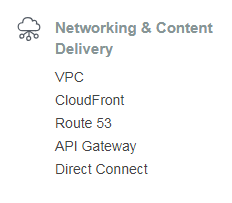 Networking & Content
Delivery
VPC
CloudFront
Route 53
API Gateway
Direct Connect